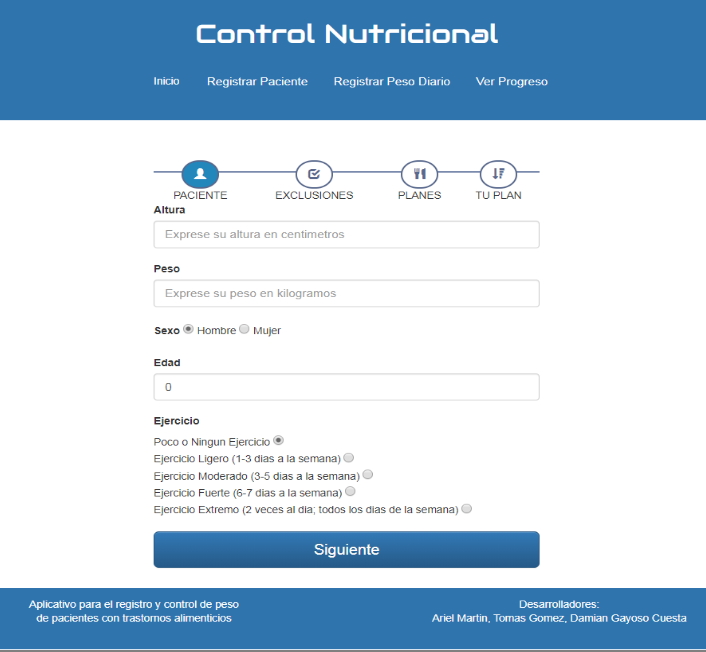 Control Nutricional
Inicio Registrar Paciente Registrar Peso Diario Ver Progreso
PACIENTE EXCLUSIONES PLANES TU PLAN
Altura
Exprese su altura en centimetros
Peso
Exprese su peso en kilogramos
Sexo Hombre Mujer
Edad
0
Ejercicio
Poco o Ningun Ejercicio
Ejercicio Ligero (1-3 dias a la semana)
Ejercicio Moderado (3-5 dias a la semana)
Ejercicio Fuerte (6-7 dias a la semana)
Ejercicio Extremo (2 veces al dia; todos los dias de la semana)
Siguiente
Aplicativo para el registro y control de peso
de pacientes con trastornos alimenticios
Desarrolladores:
Ariel Martin, Tomas Gomez, Damian Gayoso Cuesta